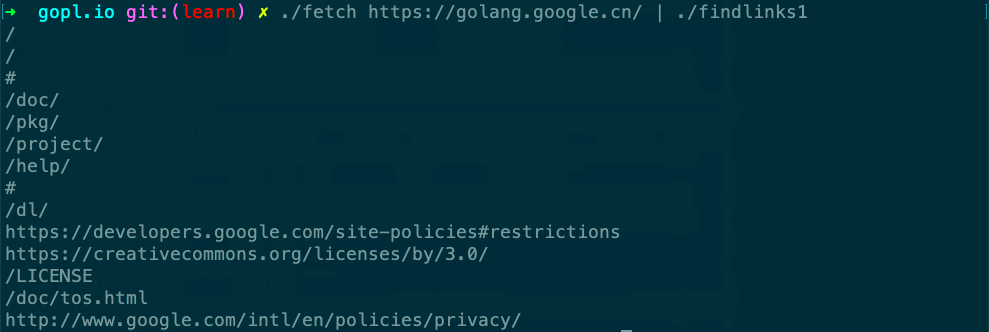 ➜ gopl.io git:(learn) ✗ ./fetch https://golang.google.cn/ | ./findlinks1
/
/
#
/doc/
/pkg/
/project/
/help/
#
/dl/
https://developers.google.com/site-policies#restrictions
https://creativecommons.org/licenses/by/3.0/
/LICENSE
/doc/tos.html
http://www.google.com/intl/en/policies/privacy/